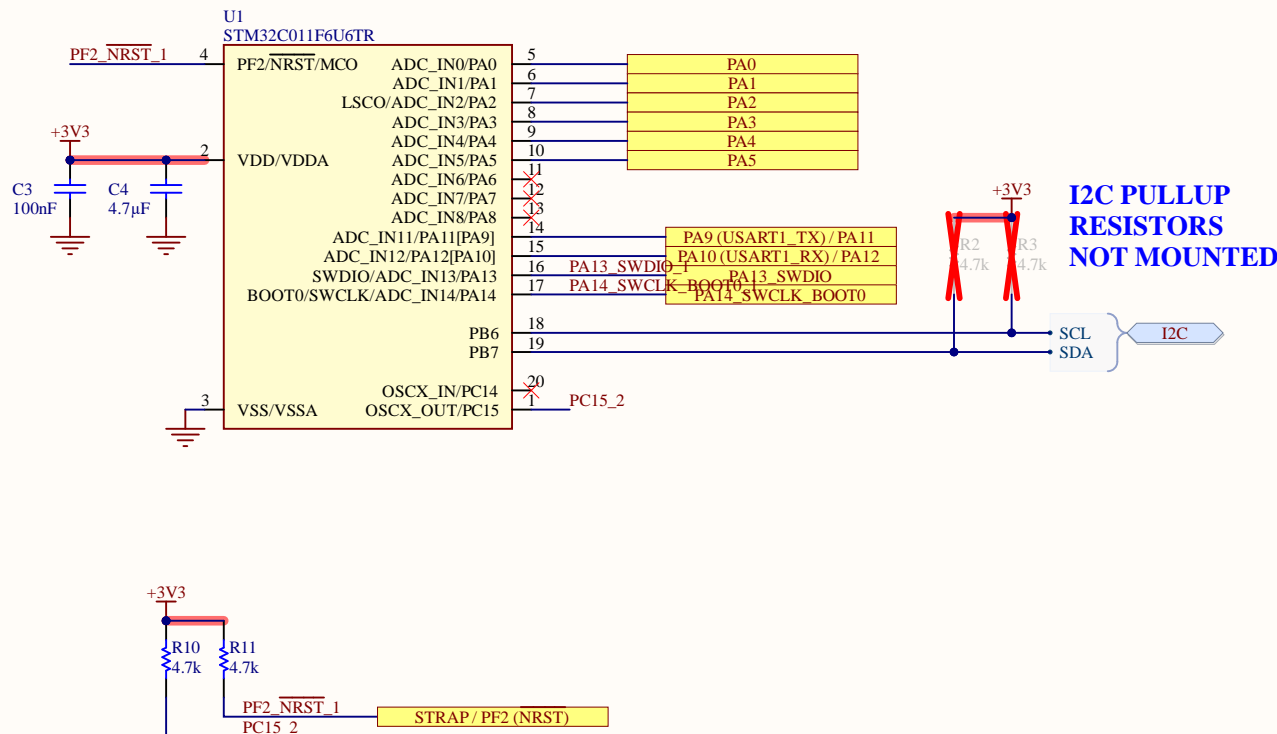 U1
STM32C011F6U6TR
PF2_NRST_1
4
PF2/NRST/MCO
ADC_IN0/PA0
5
PA0
ADC_IN1/PA1
6
PA1
LSCO/ADC_IN2/PA2
7
PA2
ADC_IN3/PA3
8
PA3
+3V3
ADC_IN4/PA4
9
PA4
2
VDD/VDDA
ADC_IN5/PA5
10
PA5
ADC_IN6/PA6
11
C3
100nF
C4
4.7µF
ADC_IN7/PA7
12
ADC_IN8/PA8
13
+3V3
I2C PULLUP
RESISTORS
NOT MOUNTED
R2
4.7k
R3
4.7k
ADC_IN11/PA11[PA9]
14
PA9 (USART1_TX) / PA11
ADC_IN12/PA12[PA10]
15
PA10 (USART1_RX) / PA12
SWDIO/ADC_IN13/PA13
16
PA13_SWDIO_1
PA13_SWDIO
BOOT0/SWCLK/ADC_IN14/PA14
17
PA14_SWCLK_BOOT0_1
PA14_SWCLK_BOOT0
PB6
18
SCL
I2C
PB7
19
SDA
OSCX_IN/PC14
20
3
VSS/VSSA
OSCX_OUT/PC15
1
PC15_2
+3V3
R10
4.7k
R11
4.7k
PF2_NRST_1
STRAP / PF2 (NRST)
PC15_2